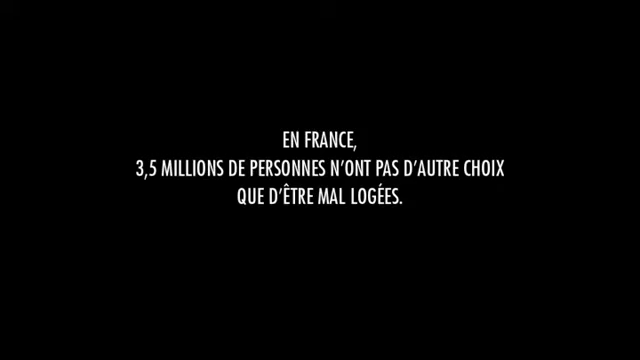 EN FRANCE,
3,5 MILLIONS DE PERSONNES N’ONT PAS D’AUTRE CHOIX
QUE D’ÊTRE MAL LOGÉES.